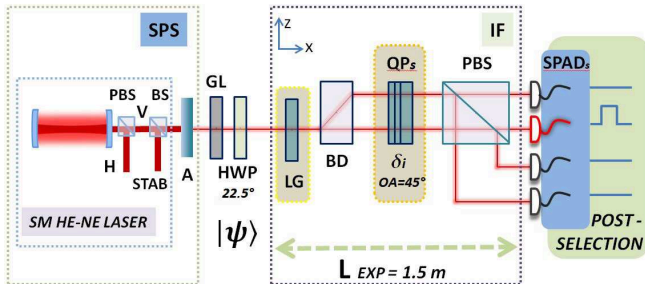 SPS
IF
Z
X
PBS
BS
V
H
STAB
A
SM HE-NE LASER
GL
HWP
22.5°
|ψ⟩
LG
BD
QPs
δi
OA=45°
PBS
SPADs
POST-
SELECTION
L EXP = 1.5 m